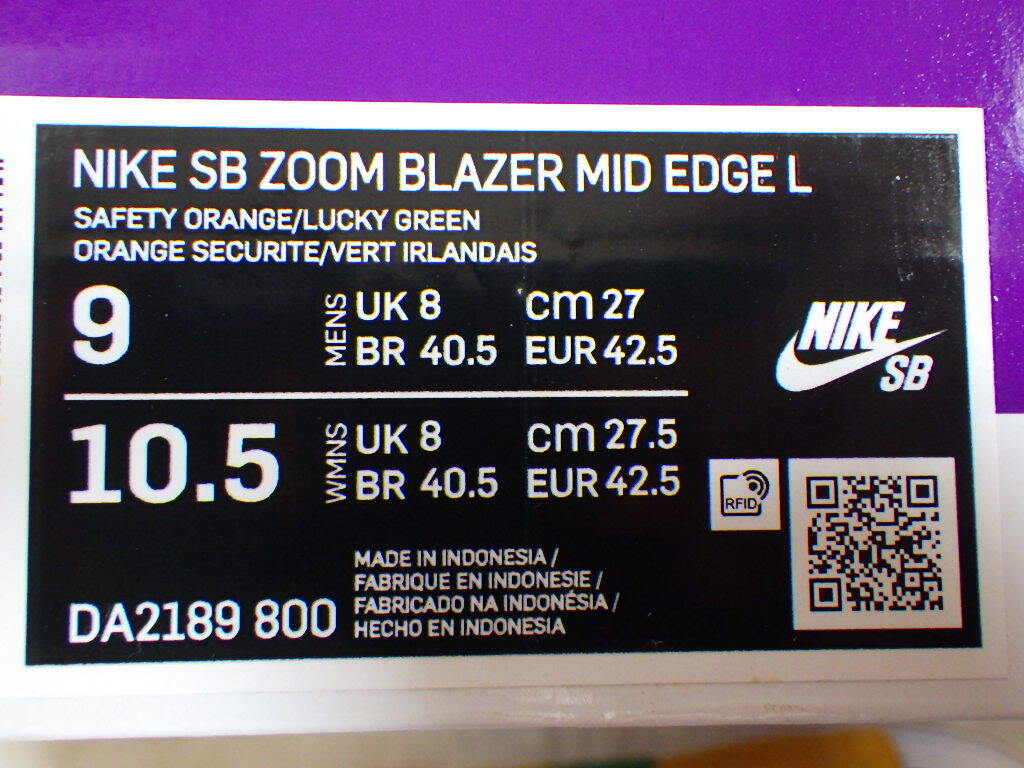 NIKE SB ZOOM BLAZER MID EDGE L
SAFETY ORANGE/LUCKY GREEN
ORANGE SECURITE/VERT IRLANDAIS
9 MENS UK 8 cm 27
BR 40.5 EUR 42.5
NIKE
SB
10.5 WMNS UK 8 cm 27.5
BR 40.5 EUR 42.5
RFID
MADE IN INDONESIA /
FABRIQUE EN INDONESIE /
FABRICADO NA INDONÉSIA /
HECHO EN INDONESIA
DA2189 800